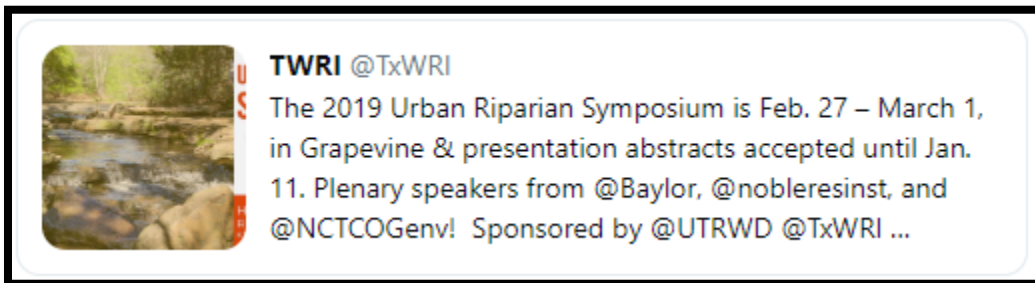 TWRI @TxWRI
The 2019 Urban Riparian Symposium is Feb. 27 – March 1,
in Grapevine & presentation abstracts accepted until Jan.
11. Plenary speakers from @Baylor, @nobleresinst, and
@NCTCOGenv!  Sponsored by @UTRWD @TxWRI ...